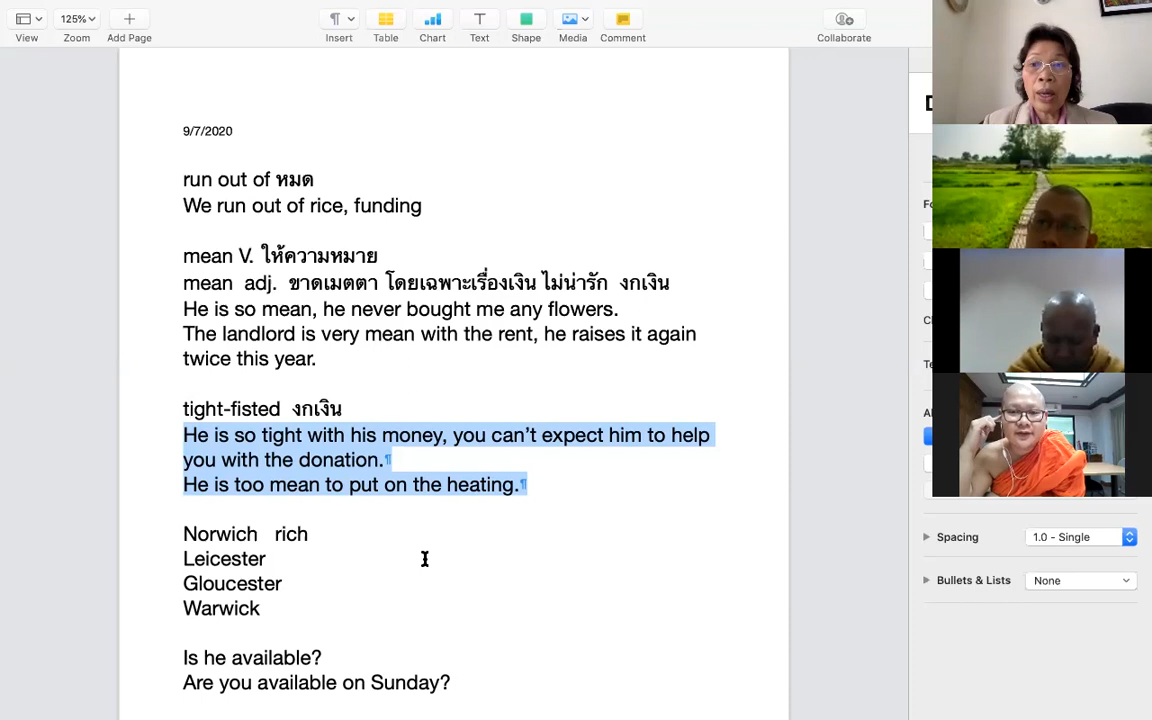 View
125%
Zoom
Add Page
Insert
Table
Chart
Text
Shape
Media
Comment
Collaborate
9/7/2020
run out of หมด
We run out of rice, funding
mean V. ให้ความหมาย
mean adj. ขาดเมตตา โดยเฉพาะเรื่องเงิน ไม่น่ารัก งกเงิน
He is so mean, he never bought me any flowers.
The landlord is very mean with the rent, he raises it again
twice this year.
tight-fisted งกเงิน
He is so tight with his money, you can’t expect him to help
you with the donation.
He is too mean to put on the heating.
Norwich rich
Leicester
Gloucester
Warwick
Is he available?
Are you available on Sunday?
Spacing
1.0 - Single
Bullets & Lists
None